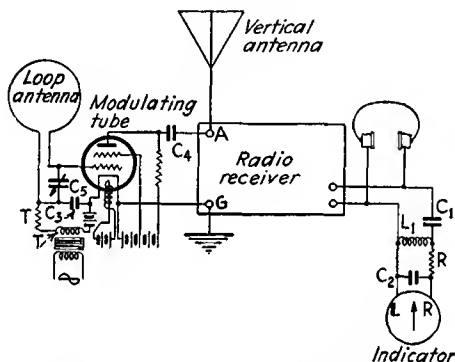 Vertical
antenna
Loop
antenna
Modulating
tube
C4
A
Radio
receiver
C5
C3
G
T
T
C1
L1
R
C2
L R
Indicator